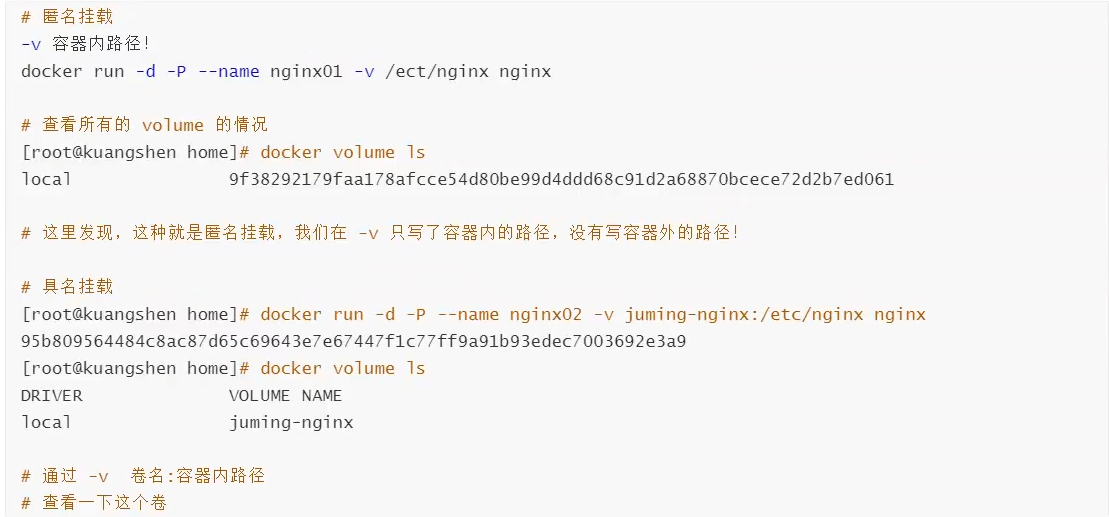 # 匿名挂载
-v 容器内路径!
docker run -d -P --name nginx01 -v /ect/nginx nginx
# 查看所有的 volume 的情况
[root@kuangshen home]# docker volume ls
local 9f38292179faa178afcce54d80be99d4ddd68c91d2a68870bcece72d2b7ed061
# 这里发现，这种就是匿名挂载，我们在 -v 只写了容器内的路径，没有写容器外的路径!
# 具名挂载
[root@kuangshen home]# docker run -d -P --name nginx02 -v juming-nginx:/etc/nginx nginx
95b809564484c8ac87d65c69643e7e67447f1c77ff9a91b93edec7003692e3a9
[root@kuangshen home]# docker volume ls
DRIVER VOLUME NAME
local juming-nginx
# 通过 -v 卷名:容器内路径
# 查看一下这个卷